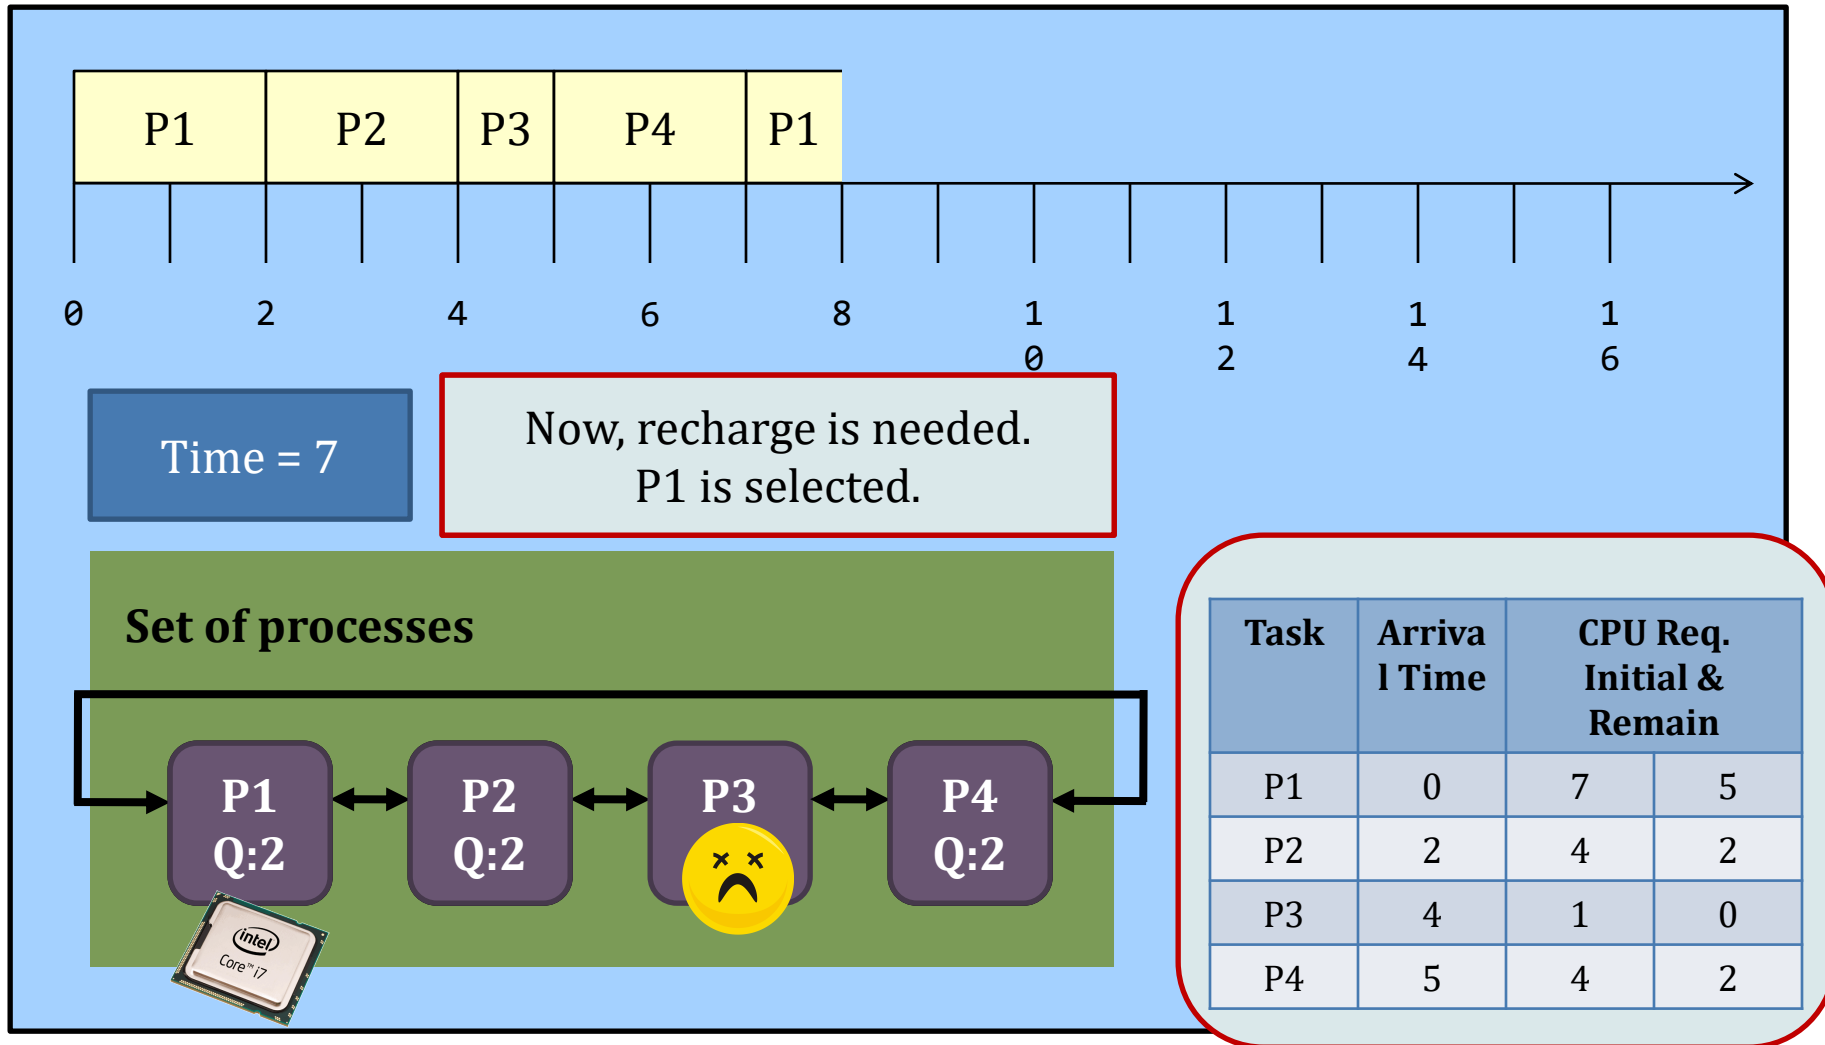 P1 P2 P3 P4 P1
0 2 4 6 8 1 1 1 1
0 2 4 6
Time = 7
Now, recharge is needed.
P1 is selected.
Set of processes
P1 P2 P3 P4
Q:2 Q:2 Q:2
intel
Core™ i7
Task Arriva CPU Req.
l Time Initial &
Remain
P1 0 7 5
P2 2 4 2
P3 4 1 0
P4 5 4 2